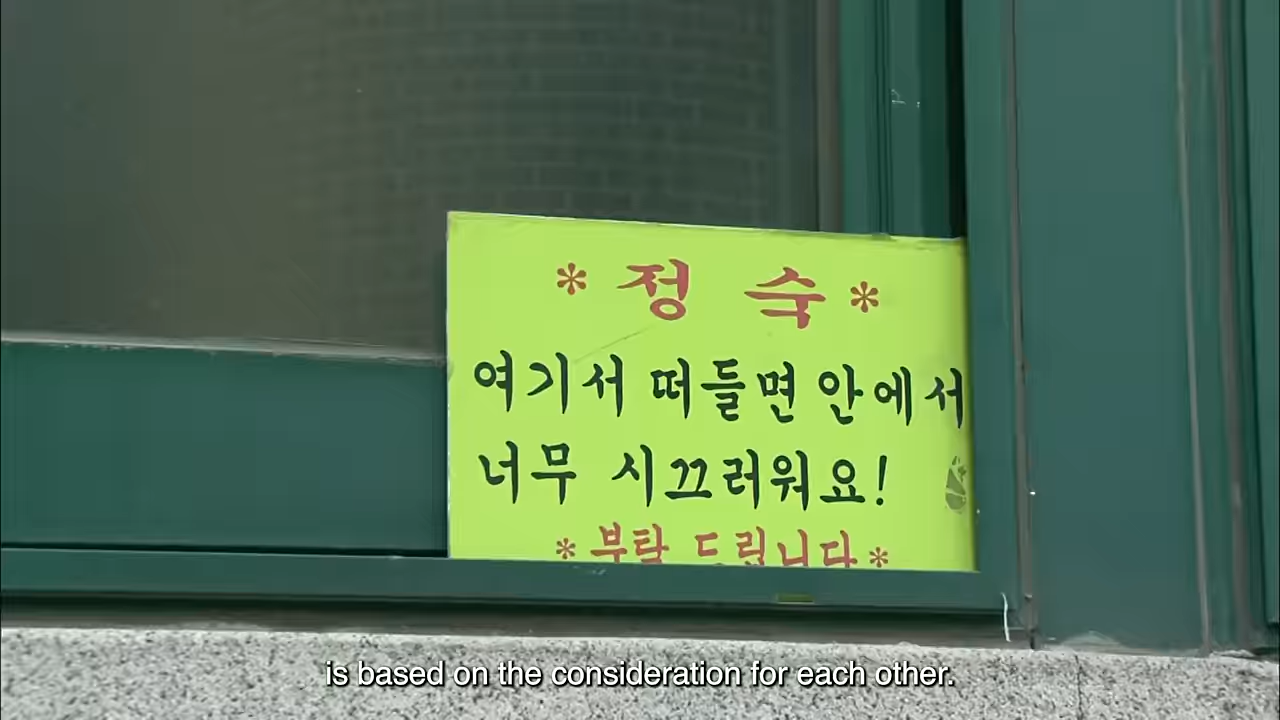 * 정 숙 *
여기서 떠들면 안에서
너무 시끄러워요!
* 부탁 드립니다 *
is based on the consideration for each other.